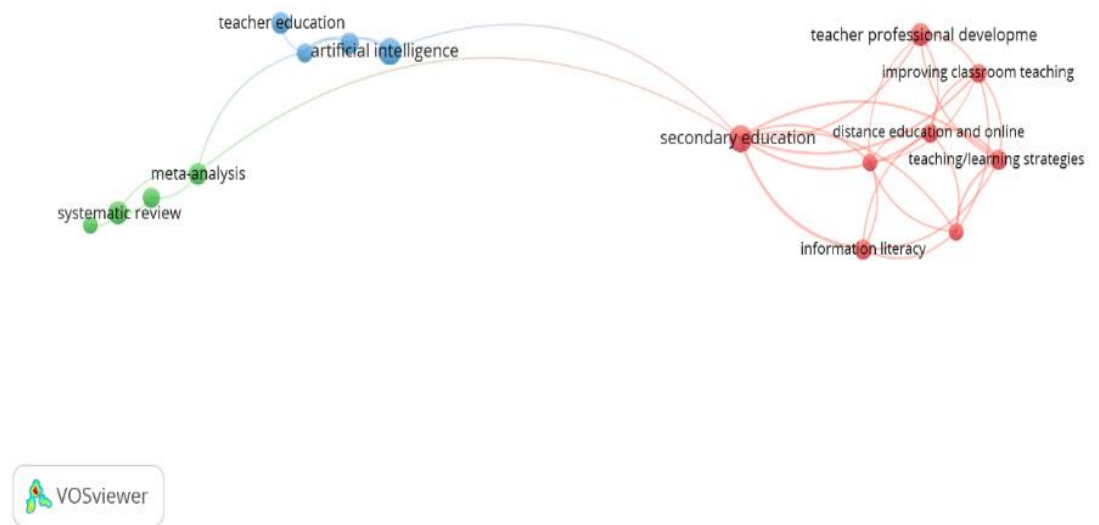 teacher education
artificial intelligence
meta-analysis
systematic review
teacher professional developme
improving classroom teaching
secondary education
distance education and online
teaching/learning strategies
information literacy
VOSviewer